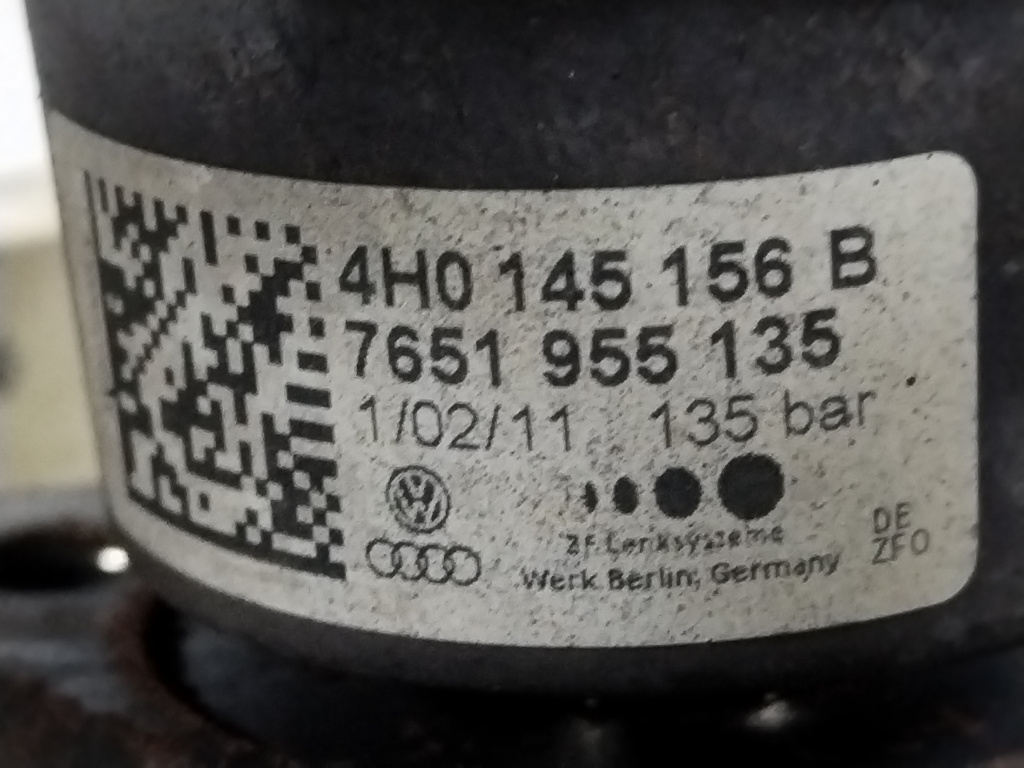 4H0 145 156 B
7651 955 135
1/02/11 135 bar
ZF Lenksysteme
Werk Berlin, Germany
DE
ZFO